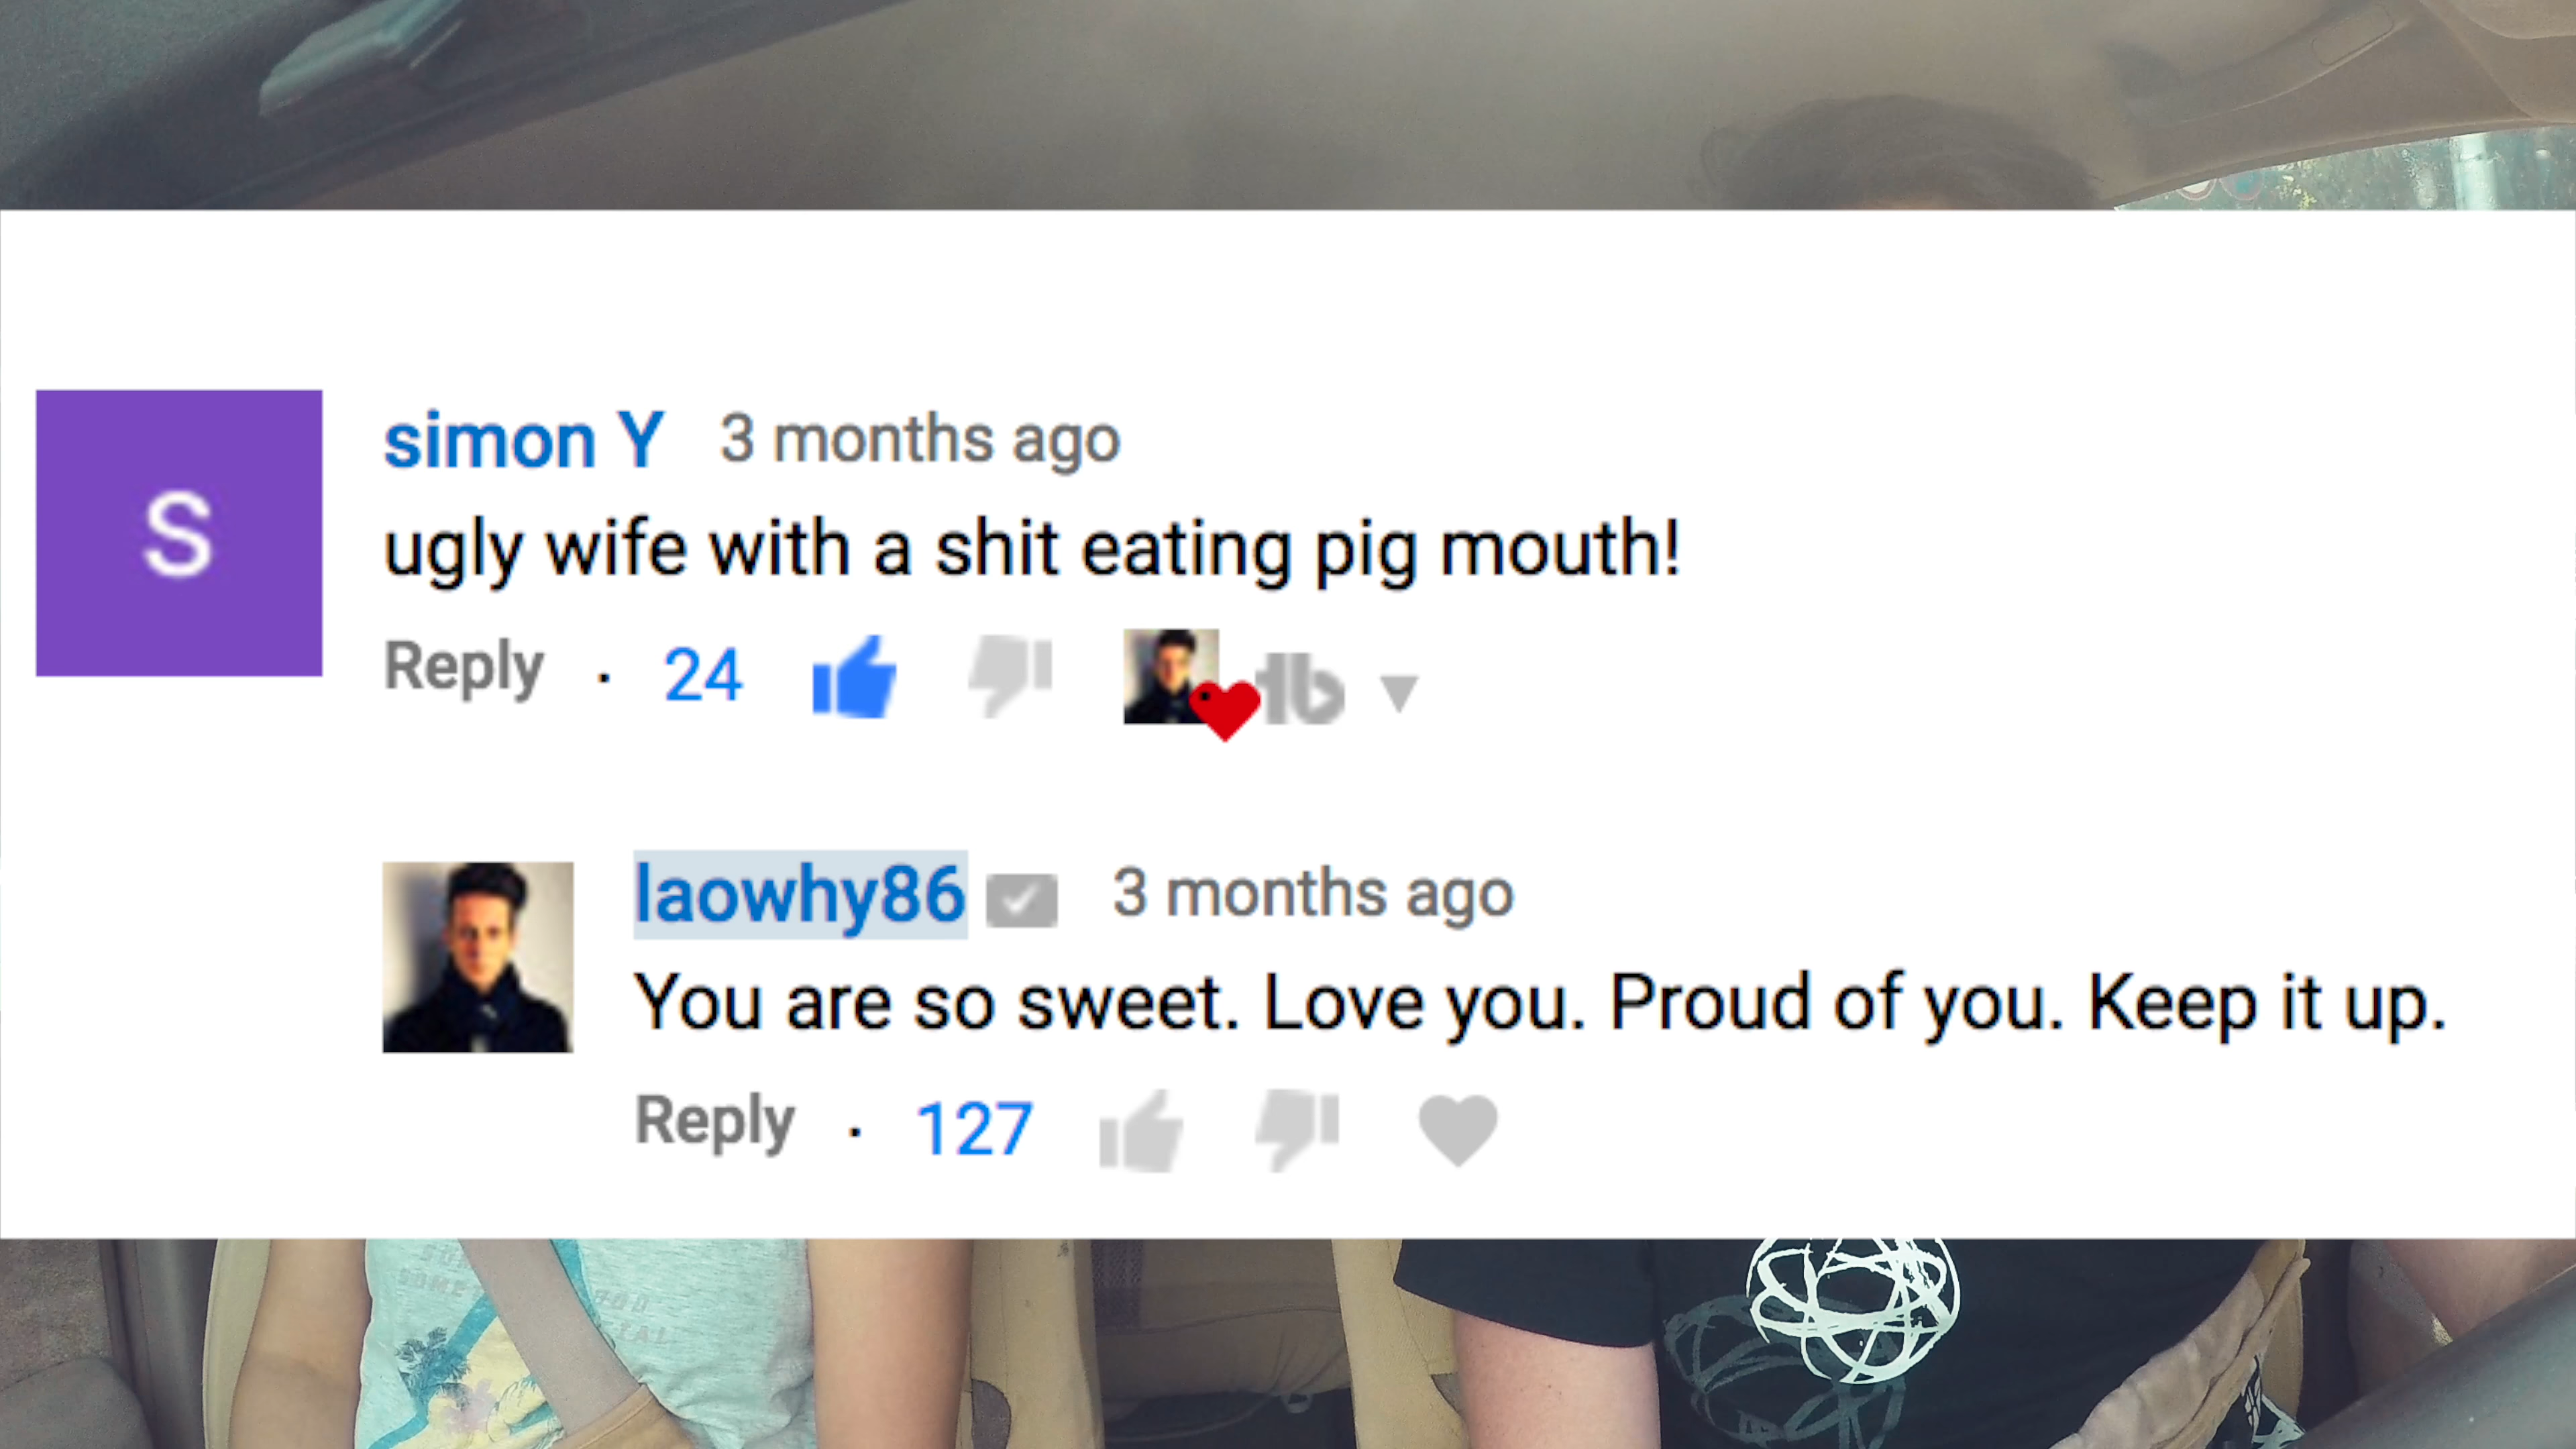 simon Y 3 months ago
S
ugly wife with a shit eating pig mouth!
Reply · 24
laowhy86 3 months ago
You are so sweet. Love you. Proud of you. Keep it up.
Reply · 127